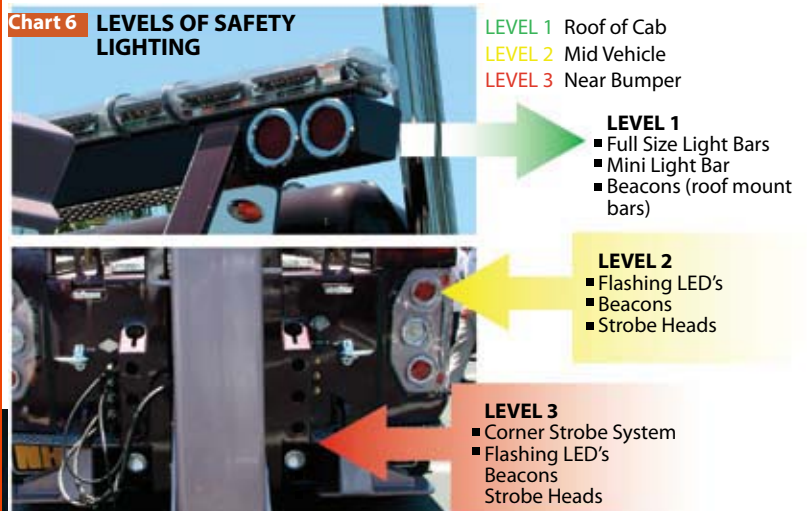 Chart 6 LEVELS OF SAFETY
LIGHTING
LEVEL 1 Roof of Cab
LEVEL 2 Mid Vehicle
LEVEL 3 Near Bumper
LEVEL 1
Full Size Light Bars
Mini Light Bar
Beacons (roof mount
bars)
LEVEL 2
Flashing LED's
Beacons
Strobe Heads
LEVEL 3
Corner Strobe System
Flashing LED's
Beacons
Strobe Heads